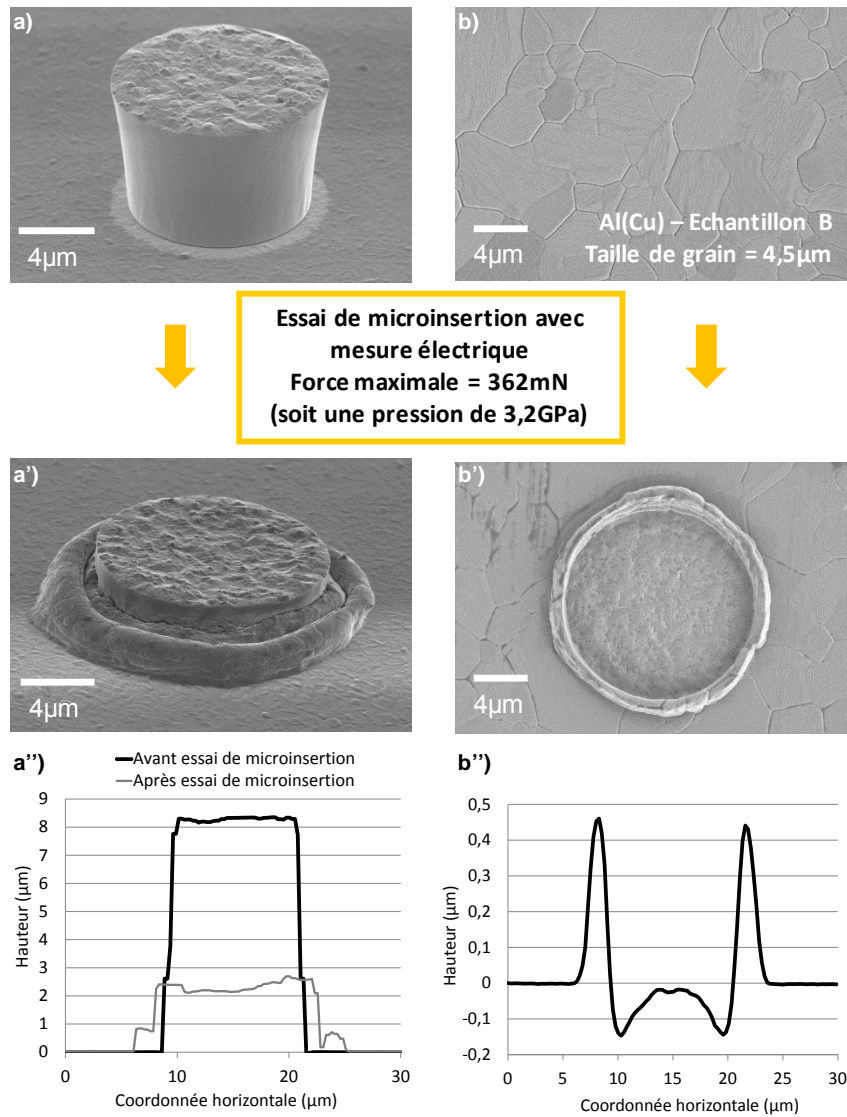 a)
4µm
b)
4µm
Al(Cu) – Echantillon B
Taille de grain = 4,5µm
Essai de microinsertion avec
mesure électrique
Force maximale = 362mN
(soit une pression de 3,2GPa)
a')
4µm
b')
4µm
a'')
Avant essai de microinsertion
Après essai de microinsertion
Hauteur (µm)
9
8
7
6
5
4
3
2
1
0
0 10 20 30
Coordonnée horizontale (µm)
b'')
Hauteur (µm)
0,5
0,4
0,3
0,2
0,1
0
-0,1
-0,2
0 5 10 15 20 25 30
Coordonnée horizontale (µm)